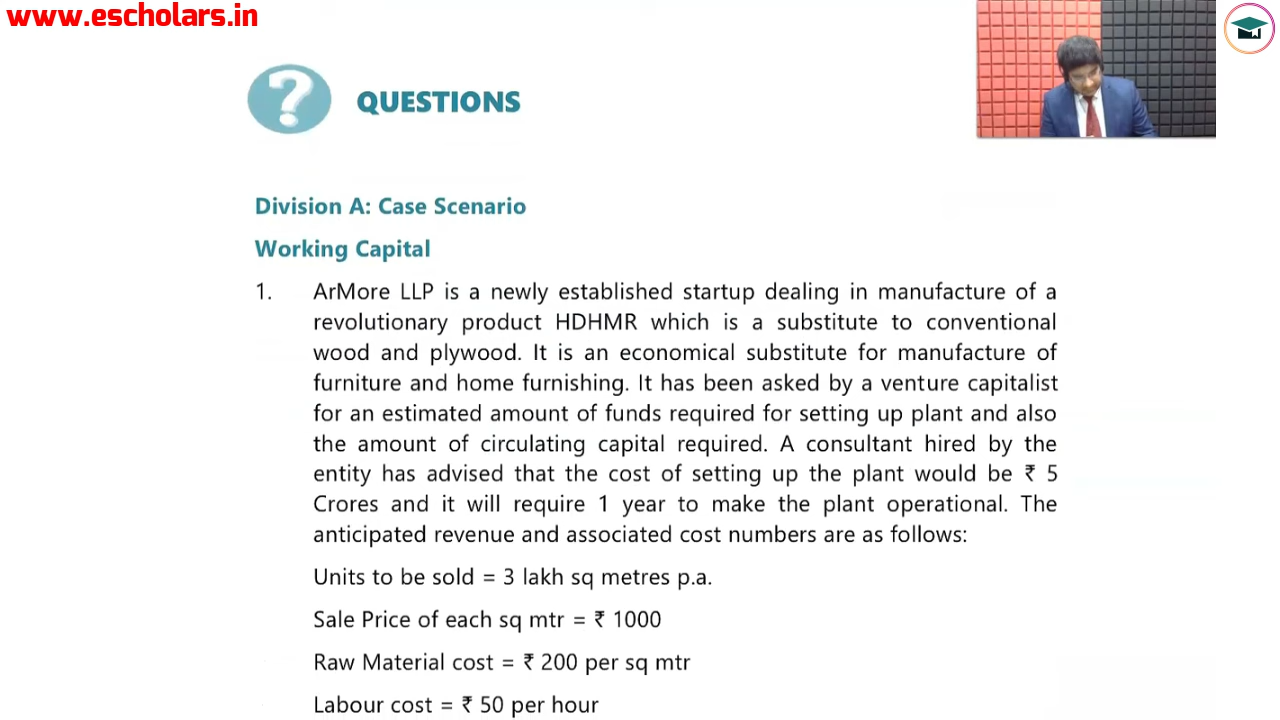 www.escholars.in
?
QUESTIONS
Division A: Case Scenario
Working Capital
1. ArMore LLP is a newly established startup dealing in manufacture of a
revolutionary product HDHMR which is a substitute to conventional
wood and plywood. It is an economical substitute for manufacture of
furniture and home furnishing. It has been asked by a venture capitalist
for an estimated amount of funds required for setting up plant and also
the amount of circulating capital required. A consultant hired by the
entity has advised that the cost of setting up the plant would be ₹ 5
Crores and it will require 1 year to make the plant operational. The
anticipated revenue and associated cost numbers are as follows:
Units to be sold = 3 lakh sq metres p.a.
Sale Price of each sq mtr = ₹ 1000
Raw Material cost = ₹ 200 per sq mtr
Labour cost = ₹ 50 per hour